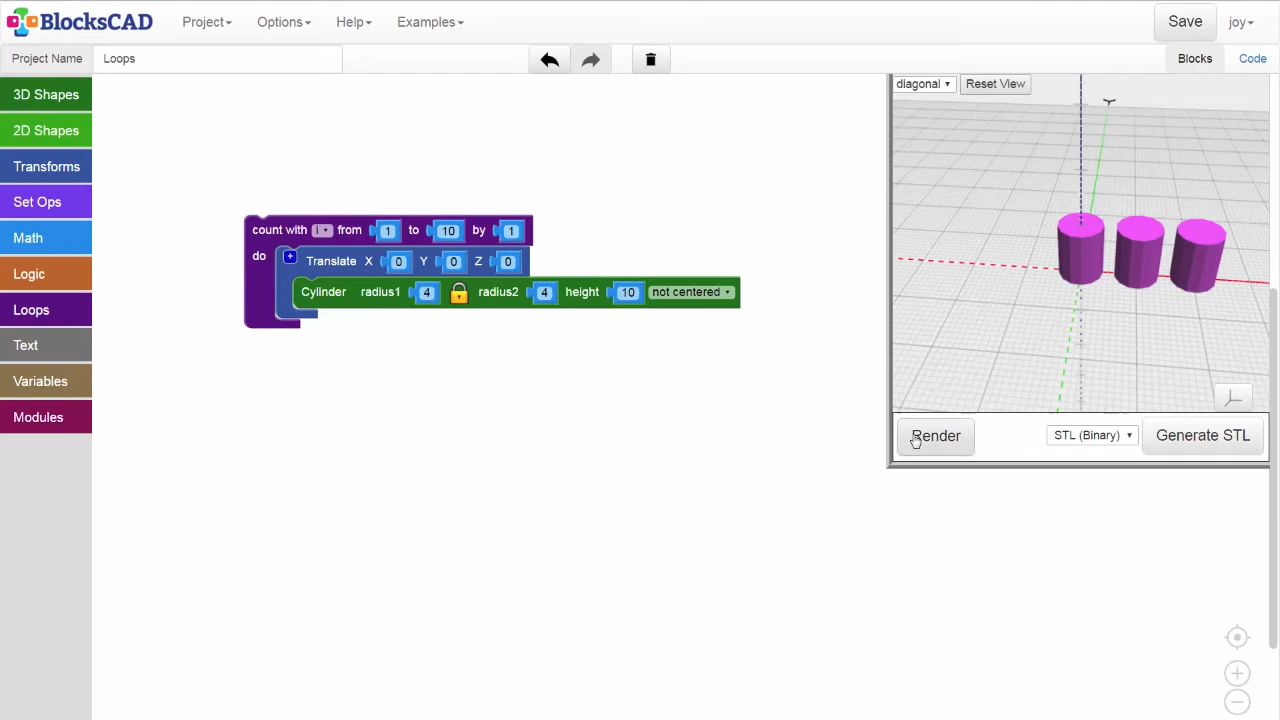 BlocksCAD Project Options Help Examples Save joy
Project Name Loops Blocks Code
3D Shapes
2D Shapes
Transforms
Set Ops
Math
Logic
Loops
Text
Variables
Modules
count with i from 1 to 10 by 1
do
Translate X 0 Y 0 Z 0
Cylinder radius1 4 radius2 4 height 10 not centered
diagonal Reset View
Render STL (Binary) Generate STL